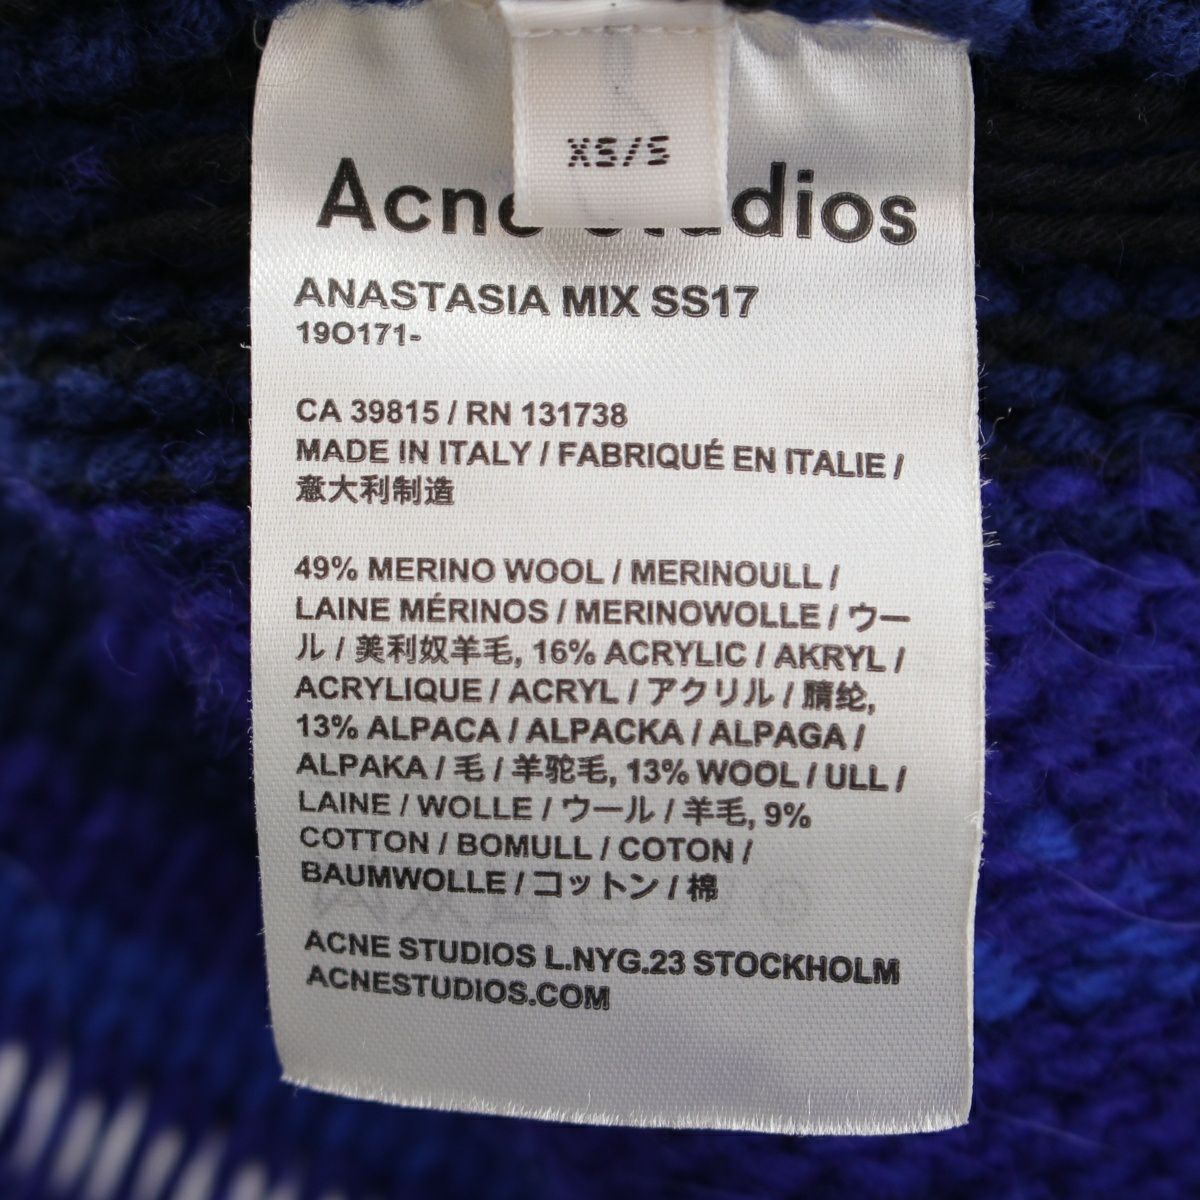 XS/S
Acne Studios
ANASTASIA MIX SS17
19O171-
CA 39815 / RN 131738
MADE IN ITALY / FABRIQUÉ EN ITALIE /
意大利制造
49% MERINO WOOL / MERINOULL /
LAINE MÉRINOS / MERINOWOLLE / ウー
ル / 美利奴羊毛, 16% ACRYLIC / AKRYL /
ACRYLIQUE / ACRYL / アクリル / 腈纶,
13% ALPACA / ALPACKA / ALPAGA /
ALPAKA / 毛 / 羊驼毛, 13% WOOL / ULL /
LAINE / WOLLE / ウール / 羊毛, 9%
COTTON / BOMULL / COTON /
BAUMWOLLE / コットン / 棉
ACNE STUDIOS L.NYG.23 STOCKHOLM
ACNESTUDIOS.COM